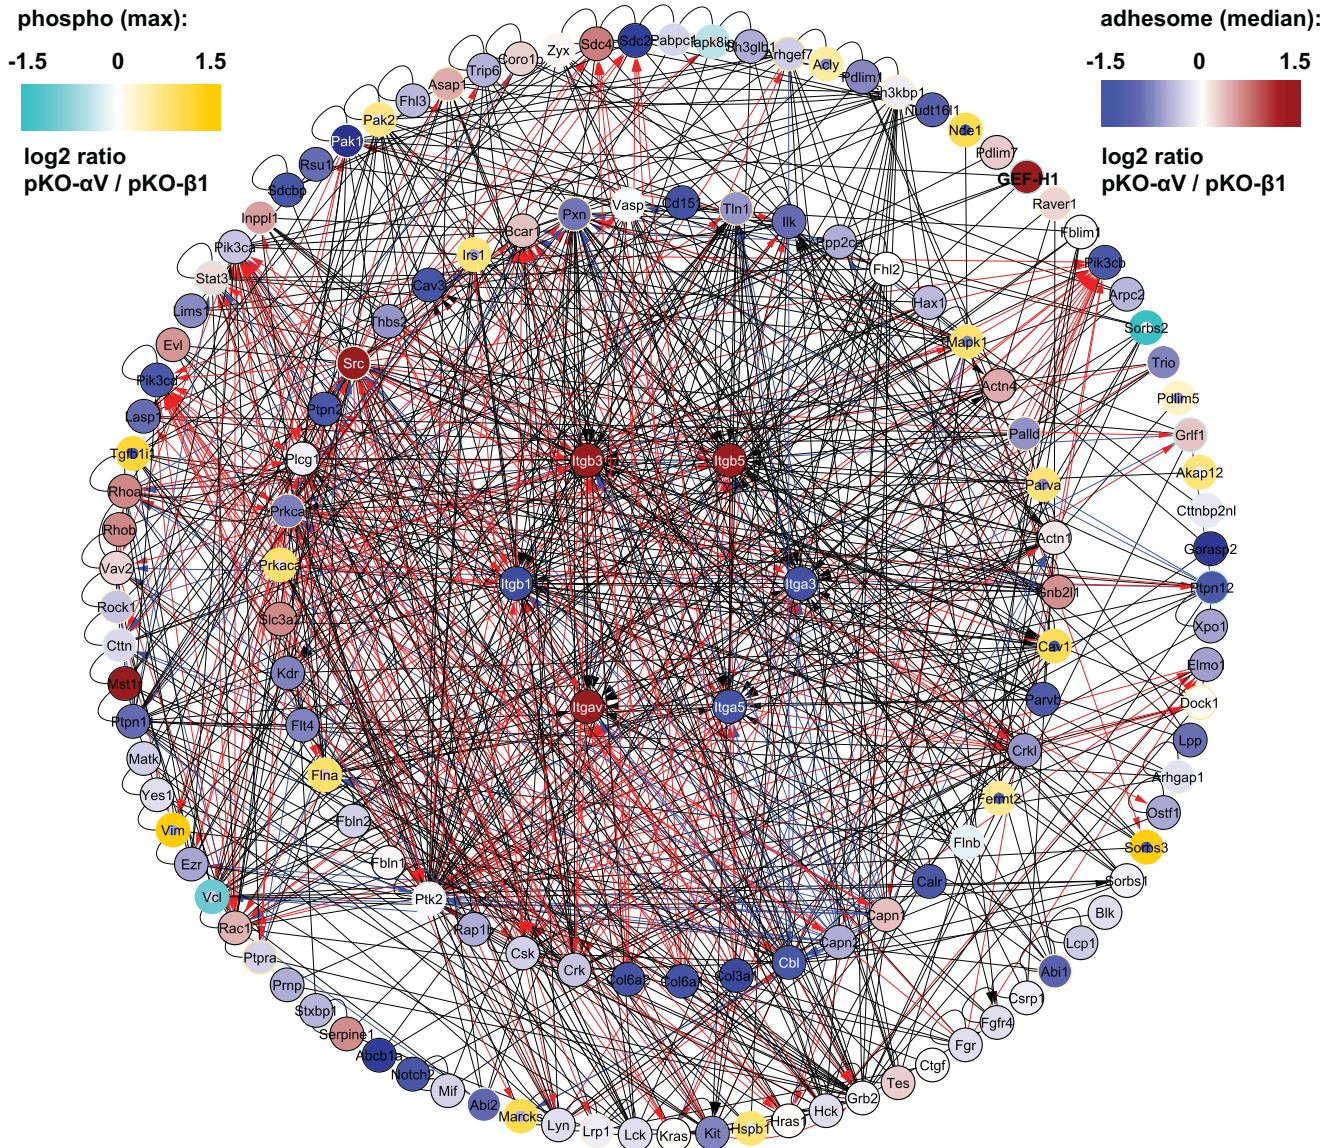 phospho (max):
-1.5 0 1.5
log2 ratio
pKO-αV / pKO-β1
adhesome (median):
-1.5 0 1.5
log2 ratio
pKO-αV / pKO-β1
Zyx
Sdc4
Sdc2
Pabpc1
Sh3glb1
Arhgef7
Acly
Pdlim1
Sh3kbp1
Nudt16l1
Nde1
Pdlim7
GEF-H1
Raver1
Fblim1
Pik3cb
Arpc2
Sorbs2
Trio
Pdlim5
Grlf1
Akap12
Cttnbp2nl
Gorasp2
Ptpn12
Xpo1
Elmo1
Dock1
Lpp
Arhgap1
Ostf1
Sorbs3
Sorbs1
Blk
Lcp1
Abi1
Csrp1
Fgfr4
Fgr
Ctgf
Tes
Grb2
Hck
Hras1
Hspb1
Kit
Kras
Lck
Lrp1
Lyn
Marcks
Abi2
Mif
Notch2
Abcb1a
Serpine1
Stxbp1
Prnp
Ptpra
Rac1
Vcl
Ezr
Vim
Yes1
Matk
Ptpn1
Mst1r
Cttn
Rock1
Vav2
Rhob
Rhoa
Tgfb1i1
Lasp1
Pik3cd
Evl
Lims1
Stat3
Pik3ca
Inppl1
Sdcbp
Rsu1
Pak1
Pak2
Fhl3
Asap1
Trip6
Coro1b
Vasp
Cd151
Tln1
Ilk
Ppp2ca
Fhl2
Hax1
Mapk1
Actn4
Palld
Parva
Actn1
Gnb2l1
Cav1
Parvb
Crkl
Fermt2
Flnb
Calr
Capn1
Capn2
Cbl
Col3a1
Col6a1
Col6a2
Crk
Csk
Rap1b
Ptk2
Fbln1
Fbln2
Flna
Flt4
Kdr
Slc3a2
Prkaca
Prkca
Plcg1
Ptpn2
Src
Thbs2
Cav3
Irs1
Bcar1
Pxn
Itgb3
Itgb5
Itgb1
Itga3
Itgav
Itga5